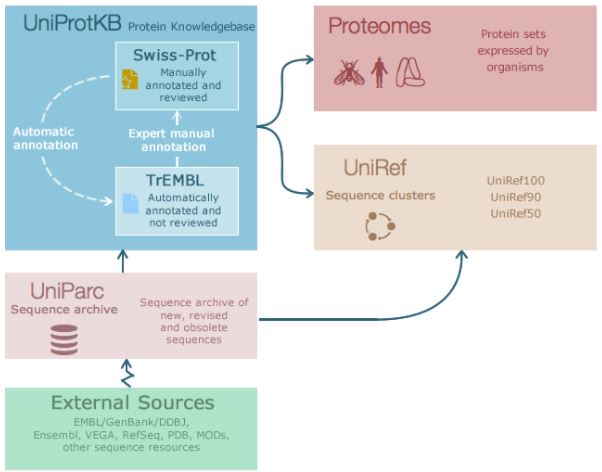 UniProtKB Protein Knowledgebase
Swiss-Prot
Manually
annotated and
reviewed
Automatic
annotation
Expert manual
annotation
TrEMBL
Automatically
annotated and
not reviewed
Proteomes
Protein sets
expressed by
organisms
UniRef
Sequence clusters
UniRef100
UniRef90
UniRef50
UniParc
Sequence archive
Sequence archive of
new, revised
and obsolete
sequences
External Sources
EMBL/GenBank/DDBJ,
Ensembl, VEGA, RefSeq, PDB, MODs,
other sequence resources